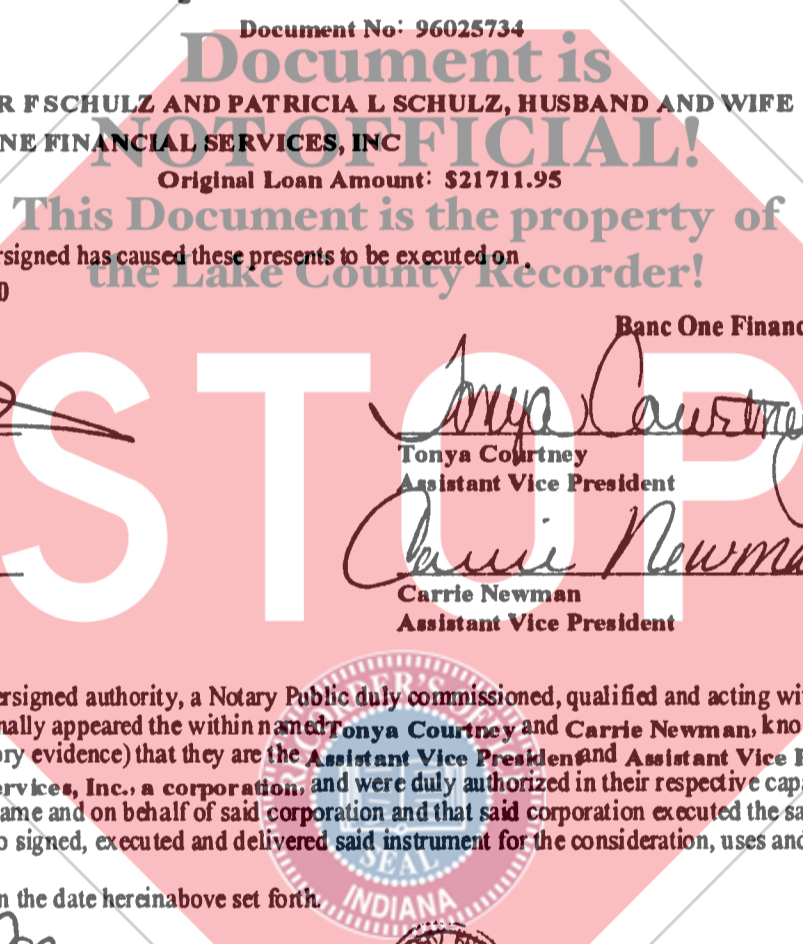 Document No: 96025734
Document is
R F SCHULZ AND PATRICIA L SCHULZ, HUSBAND AND WIFE
NOT OFFICIAL!
NE FINANCIAL SERVICES, INC
Original Loan Amount: $21711.95
This Document is the property of
rsigned has caused these presents to be executed on .
the Lake County Recorder!
0
Banc One Financ
STOP
Tonya Courtney
Tonya Courtney
Assistant Vice President
Carrie Newman
Carrie Newman
Assistant Vice President
ersigned authority, a Notary Public duly commissioned, qualified and acting wi
nally appeared the within named Tonya Courtney and Carrie Newman, kno
ory evidence) that they are the Assistant Vice President and Assistant Vice P
ervices, Inc., a corporation, and were duly authorized in their respective capa
ame and on behalf of said corporation and that said corporation executed the sa
o signed, executed and delivered said instrument for the consideration, uses and
RECORDER'S OFFICE
SEAL
INDIANA
n the date hereinabove set forth.